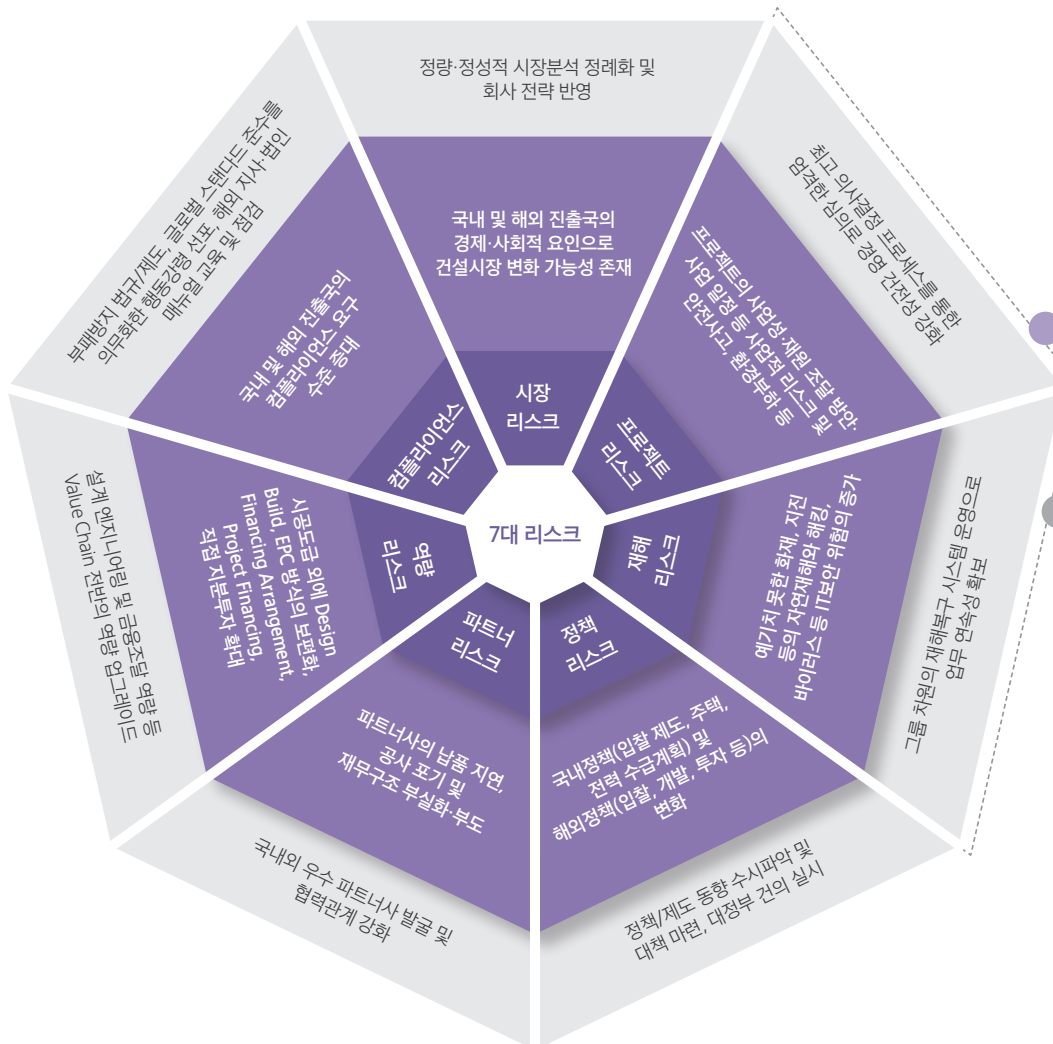 정량·정성적 시장분석 정례화 및
회사 전략 반영
국내 및 해외 진출국의
경제·사회적 요인으로
건설시장 변화 가능성 존재
시장
리스크
최고 의사결정 프로세스를 통한
엄격한 심의로 경영 건전성 강화
프로젝트의 사업성·재원 조달 방안·
사업 일정 등 사업적 리스크 및
안전사고, 환경부하 등
프로젝트
리스크
그룹 차원의 재해복구 시스템 운영으로
업무 연속성 확보
예기치 못한 화재, 지진
등의 자연재해와 해킹,
바이러스 등 IT보안 위험의 증가
재해
리스크
정책/제도 동향 수시파악 및
대책 마련, 대정부 건의 실시
국내정책(입찰 제도, 주택,
전력 수급계획) 및
해외정책(입찰, 개발, 투자 등)의
변화
정책
리스크
국내외 우수 파트너사 발굴 및
협력관계 강화
파트너사의 납품 지연,
공사 포기 및
재무구조 부실화·부도
파트너
리스크
설계 엔지니어링 및 금융조달 역량 등
Value Chain 전반의 역량 업그레이드
시공도급 외에 Design
Build, EPC 방식의 보편화,
Financing Arrangement,
Project Financing,
직접 지분투자 확대
역량
리스크
부패방지 법규/제도, 글로벌 스탠다드 준수를
의무화한 행동강령 선포, 해외 지사·법인
매뉴얼 교육 및 점검
국내 및 해외 진출국의
컴플라이언스 요구
수준 증대
컴플라이언스
리스크
7대 리스크